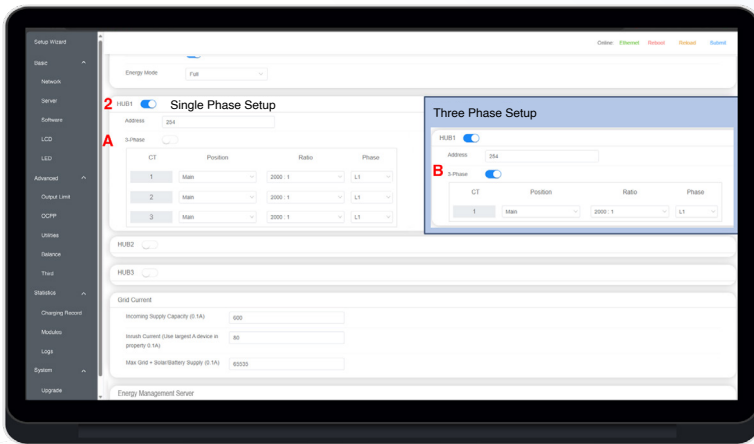 Setup Wizard
Online Ethernet Reboot Reload Submit
Basic
Network
Server
Software
LCD
LED
Advanced
Output Limit
OCPP
Utilities
Balance
Third
Statistics
Charging Record
Modules
Logs
System
Upgrade
Energy Mode Full
2 HUB1 Single Phase Setup
Address 254
A 3-Phase
CT Position Ratio Phase
1 Main 2000 : 1 L1
2 Main 2000 : 1 L1
3 Main 2000 : 1 L1
Three Phase Setup
HUB1
Address 254
B 3-Phase
CT Position Ratio Phase
1 Main 2000 : 1 L1
HUB2
HUB3
Grid Current
Incoming Supply Capacity (0.1A) 600
Inrush Current (Use largest A device in
property 0.1A) 80
Max Grid + Solar/Battery Supply (0.1A)
Energy Management Server